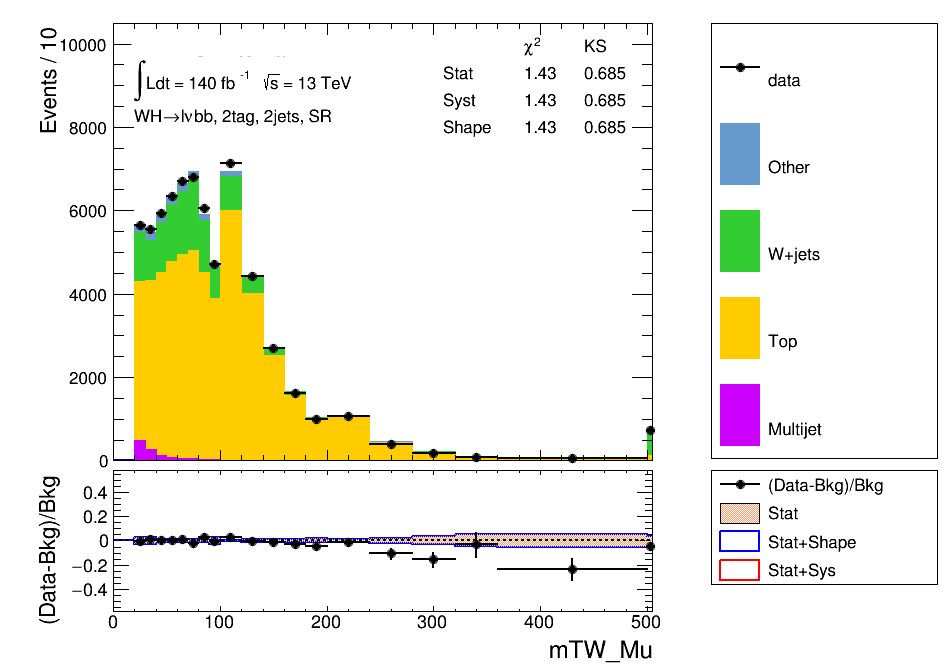 Events / 10
10000
8000
6000
4000
2000
0
∫Ldt = 140 fb⁻¹ √s = 13 TeV
WH→lνbb, 2tag, 2jets, SR
χ² KS
Stat 1.43 0.685
Syst 1.43 0.685
Shape 1.43 0.685
data
Other
W+jets
Top
Multijet
(Data-Bkg)/Bkg
0.4
0.2
0
−0.2
−0.4
0 100 200 300 400 500
mTW_Mu
(Data-Bkg)/Bkg
Stat
Stat+Shape
Stat+Sys